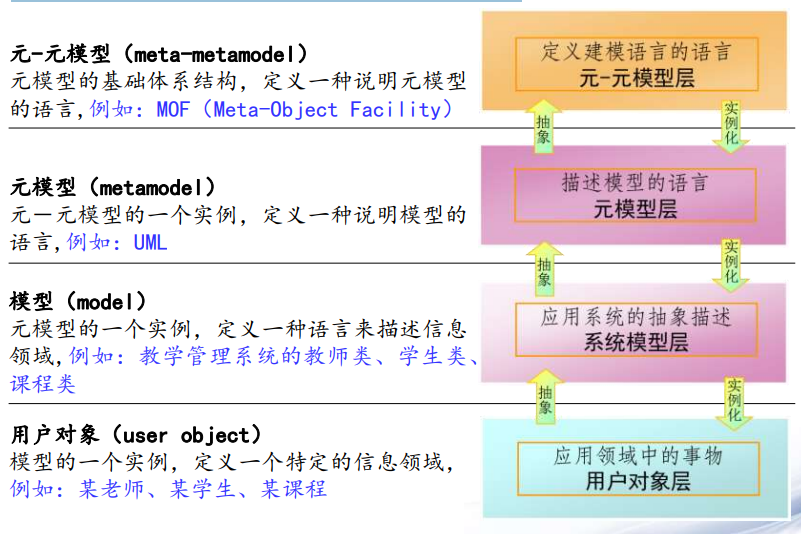 元-元模型（meta-metamodel）
元模型的基础体系结构，定义一种说明元模型
的语言,例如：MOF（Meta-Object Facility）
定义建模语言的语言
元-元模型层
抽象
实例化
元模型（metamodel）
元－元模型的一个实例，定义一种说明模型的
语言,例如：UML
描述模型的语言
元模型层
抽象
实例化
模型（model）
元模型的一个实例，定义一种语言来描述信息
领域,例如：教学管理系统的教师类、学生类、
课程类
应用系统的抽象描述
系统模型层
抽象
实例化
用户对象（user object）
模型的一个实例，定义一个特定的信息领域，
例如：某老师、某学生、某课程
应用领域中的事物
用户对象层